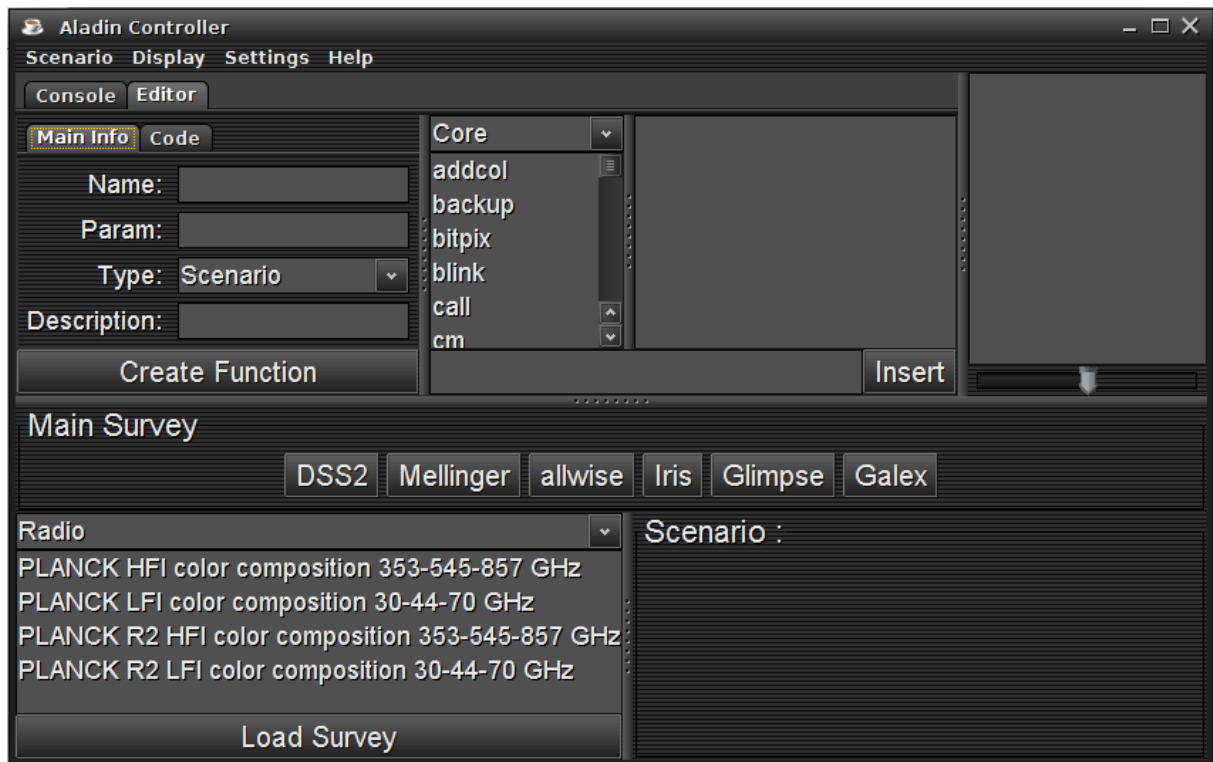 Aladin Controller
Scenario Display Settings Help
Console Editor
Main Info Code
Name:
Param:
Type: Scenario
Description:
Create Function
Core
addcol
backup
bitpix
blink
call
cm
Insert
Main Survey
DSS2 Mellinger allwise Iris Glimpse Galex
Radio
PLANCK HFI color composition 353-545-857 GHz
PLANCK LFI color composition 30-44-70 GHz
PLANCK R2 HFI color composition 353-545-857 GHz
PLANCK R2 LFI color composition 30-44-70 GHz
Load Survey
Scenario :